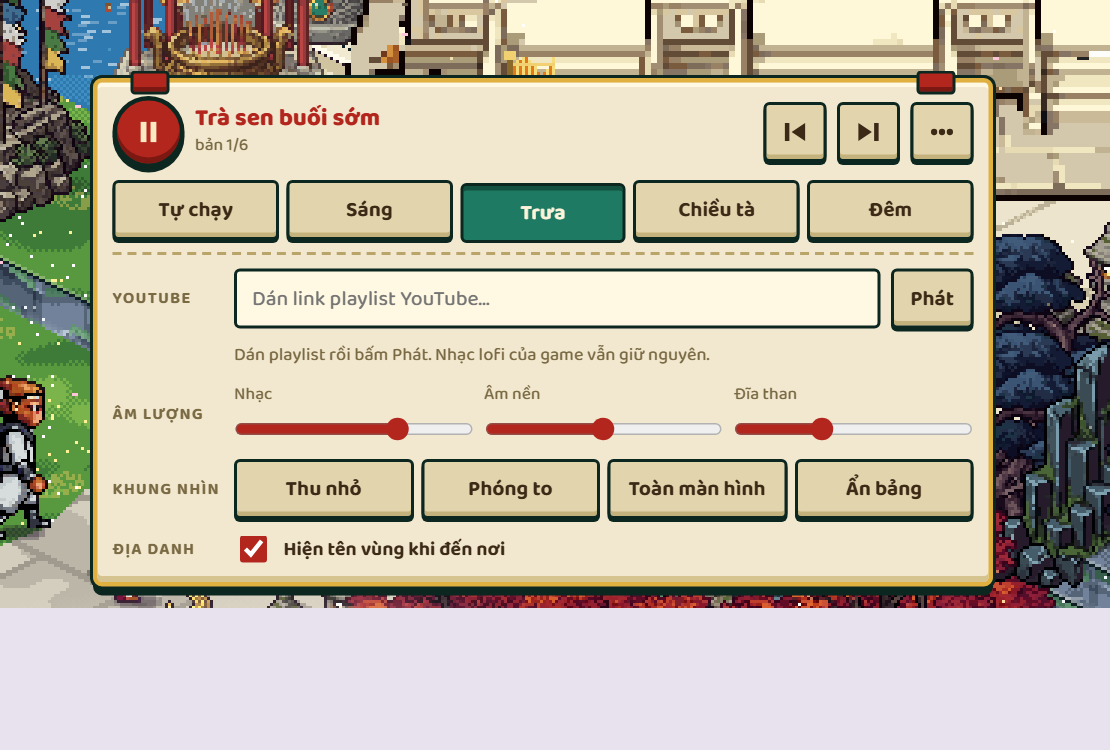 Trà sen buổi sớm
bản 1/6
Tự chạy
Sáng
Trưa
Chiều tà
Đêm
YOUTUBE
Dán link playlist YouTube...
Phát
Dán playlist rồi bấm Phát. Nhạc lofi của game vẫn giữ nguyên.
ÂM LƯỢNG
Nhạc
Âm nền
Đĩa than
KHUNG NHÌN
Thu nhỏ
Phóng to
Toàn màn hình
Ẩn bảng
ĐỊA DANH
Hiện tên vùng khi đến nơi